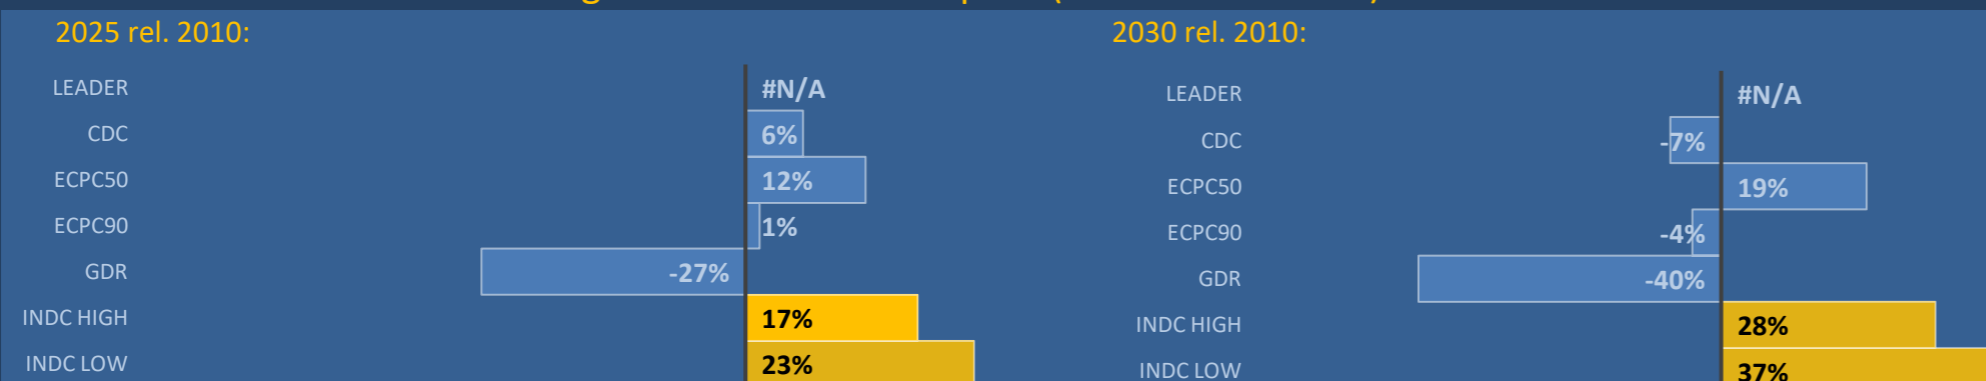 2025 rel. 2010:
LEADER #N/A
CDC 6%
ECPC50 12%
ECPC90 1%
GDR -27%
INDC HIGH 17%
INDC LOW 23%
2030 rel. 2010:
LEADER #N/A
CDC -7%
ECPC50 19%
ECPC90 -4%
GDR -40%
INDC HIGH 28%
INDC LOW 37%